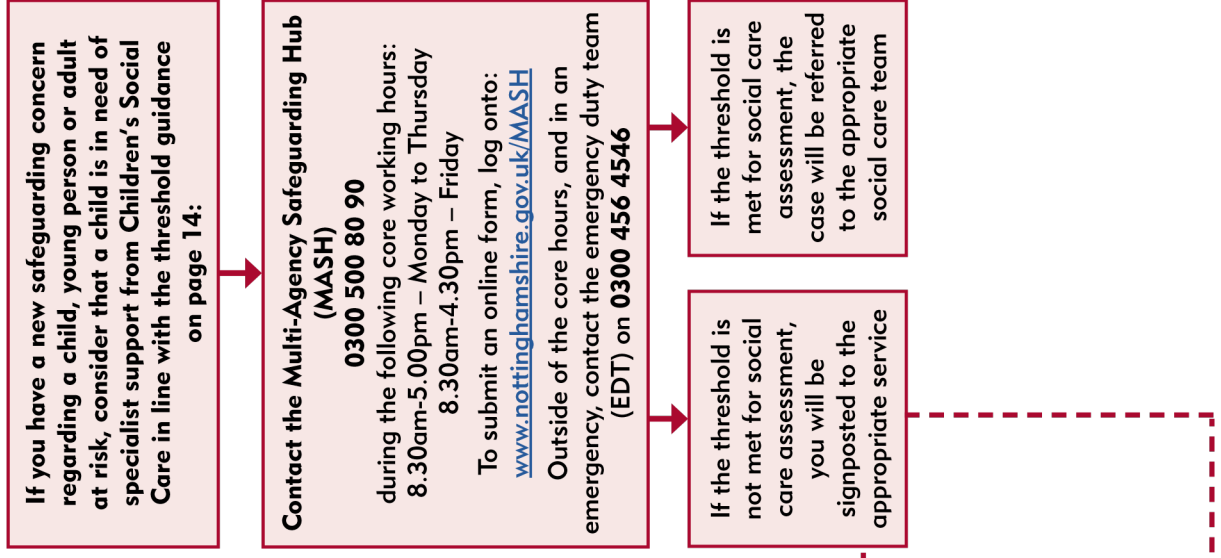 If you have a new safeguarding concern
regarding a child, young person or adult
at risk, consider that a child is in need of
specialist support from Children’s Social
Care in line with the threshold guidance
on page 14:
Contact the Multi-Agency Safeguarding Hub
(MASH)
0300 500 80 90
during the following core working hours:
8.30am-5.00pm – Monday to Thursday
8.30am-4.30pm – Friday
To submit an online form, log onto:
www.nottinghamshire.gov.uk/MASH
Outside of the core hours, and in an
emergency, contact the emergency duty team
(EDT) on 0300 456 4546
If the threshold is
not met for social
care assessment,
you will be
signposted to the
appropriate service
If the threshold is
met for social care
assessment, the
case will be referred
to the appropriate
social care team